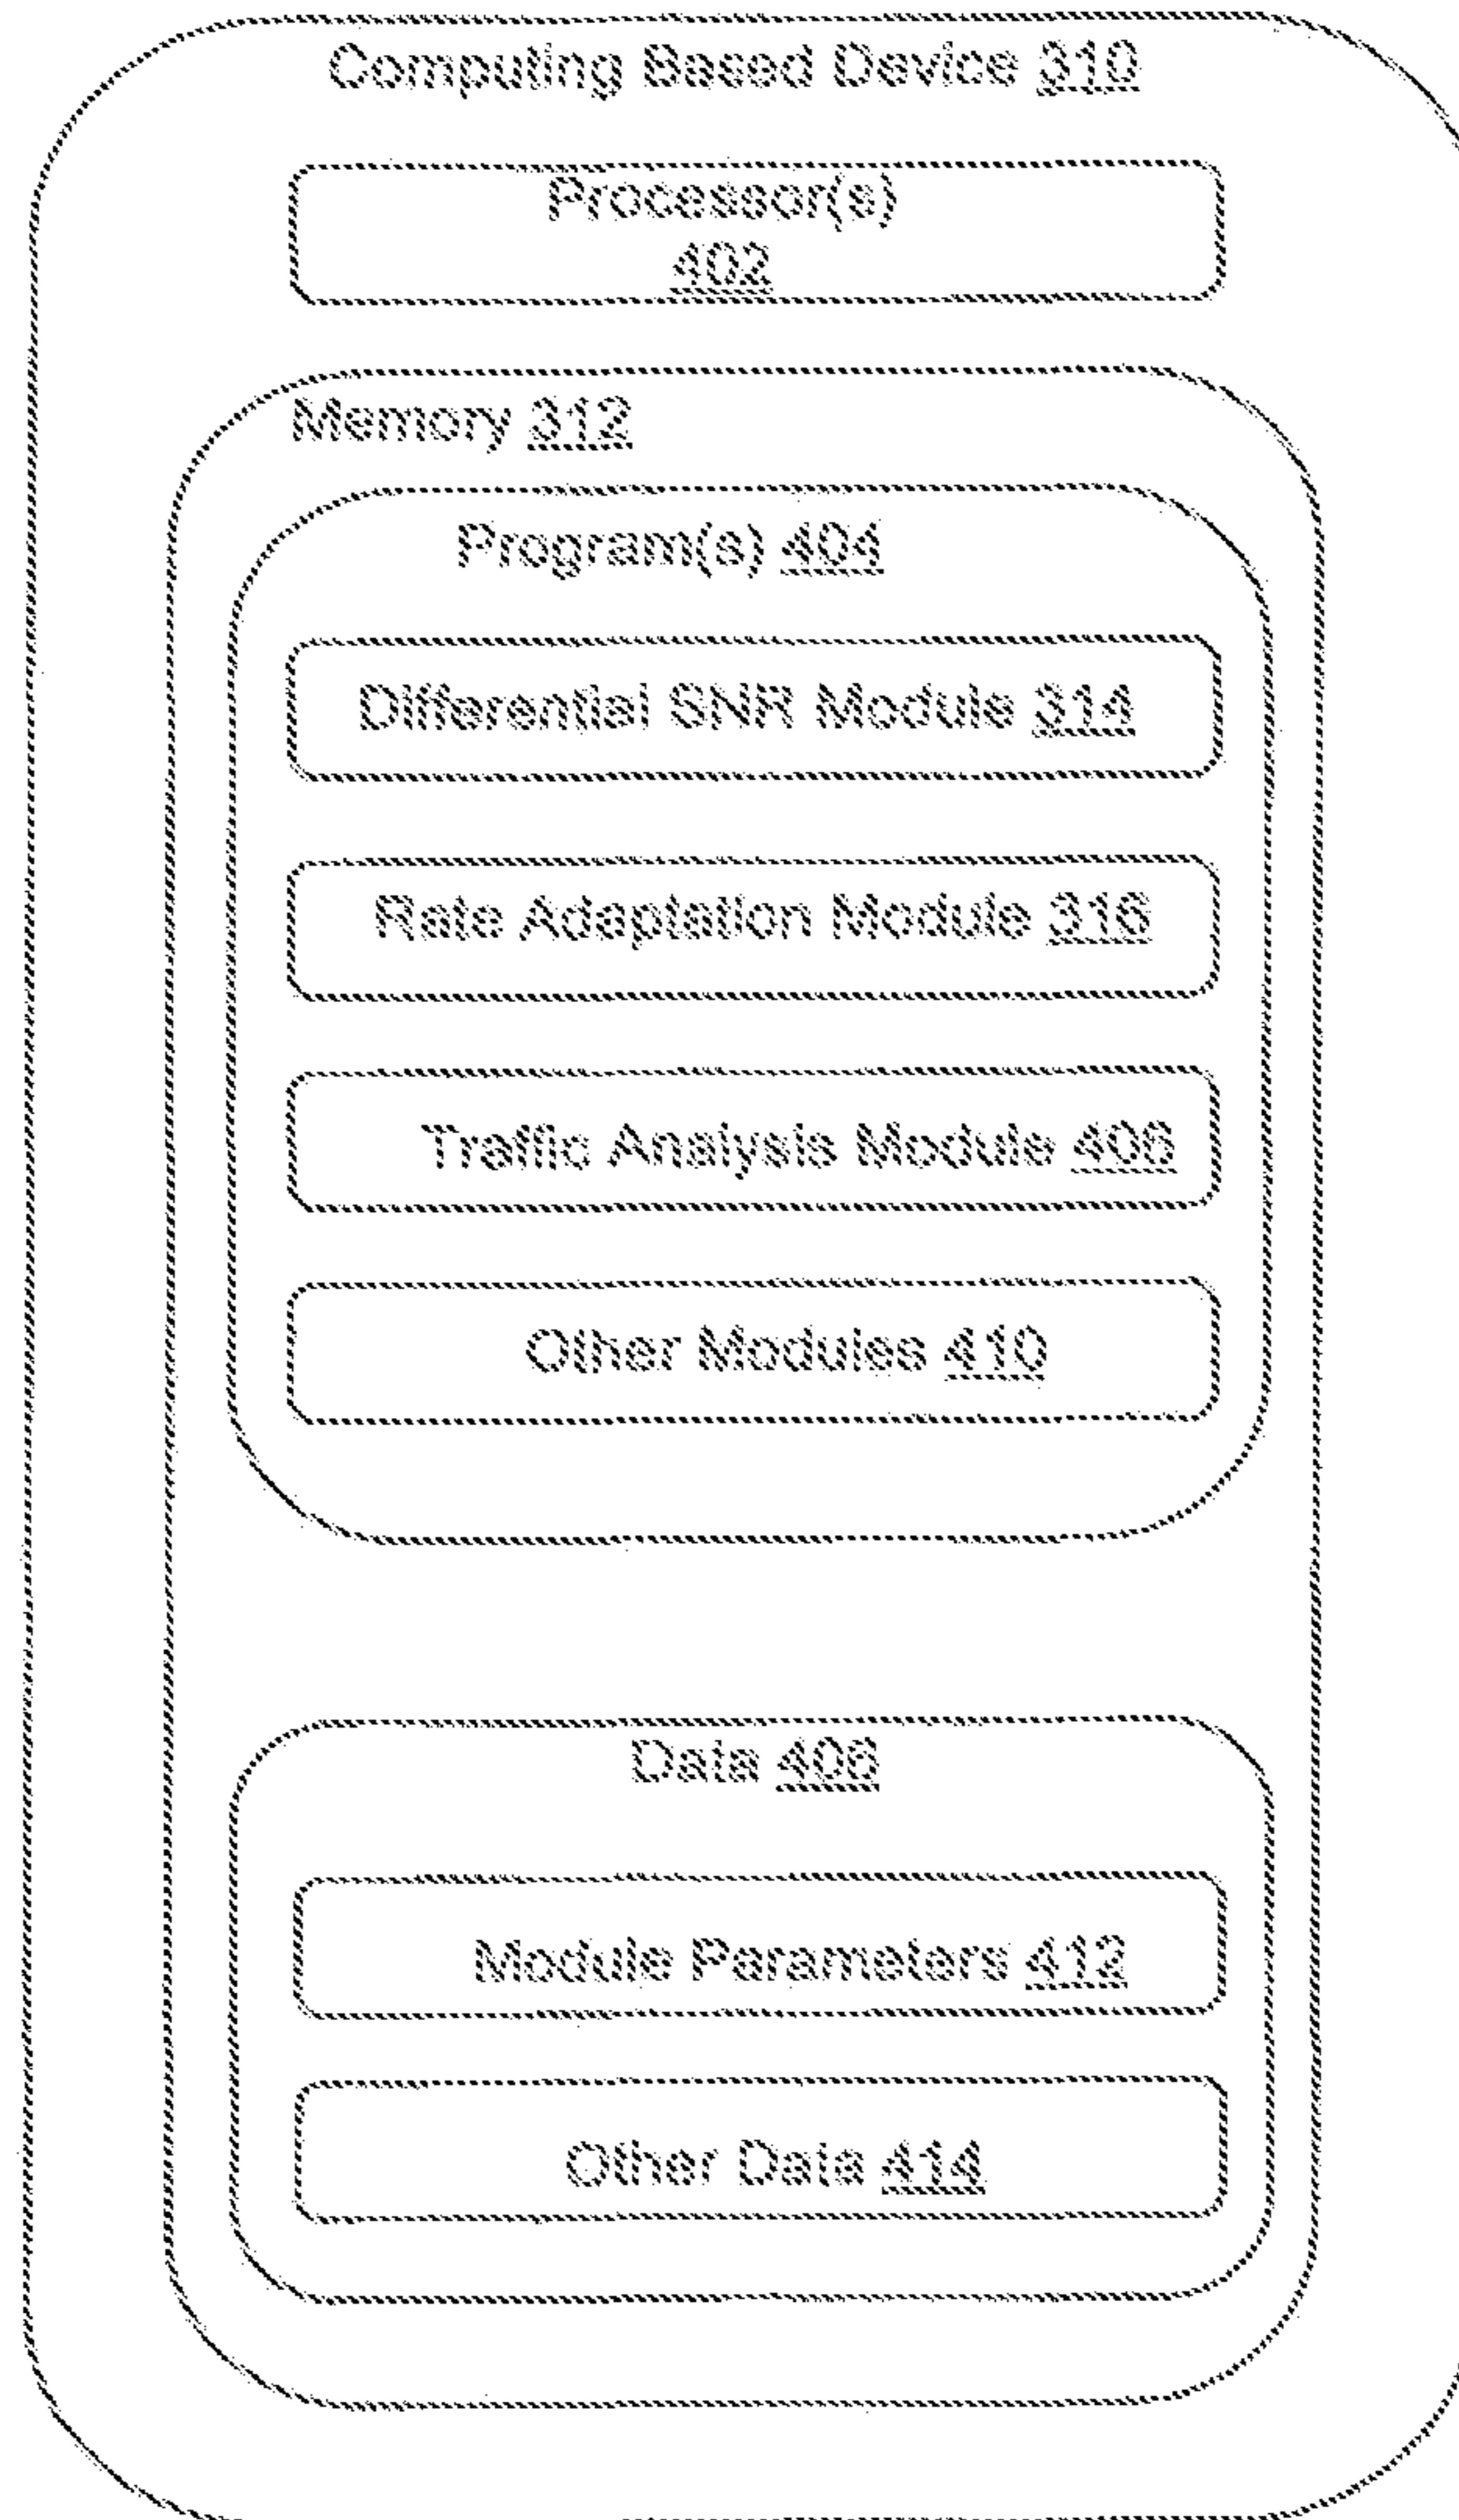 Computing Based Device 310
Processor(s)
402
Memory 312
Program(s) 404
Differential SNR Module 314
Rate Adaptation Module 316
Traffic Analysis Module 408
Other Modules 410
Data 406
Module Parameters 412
Other Data 414